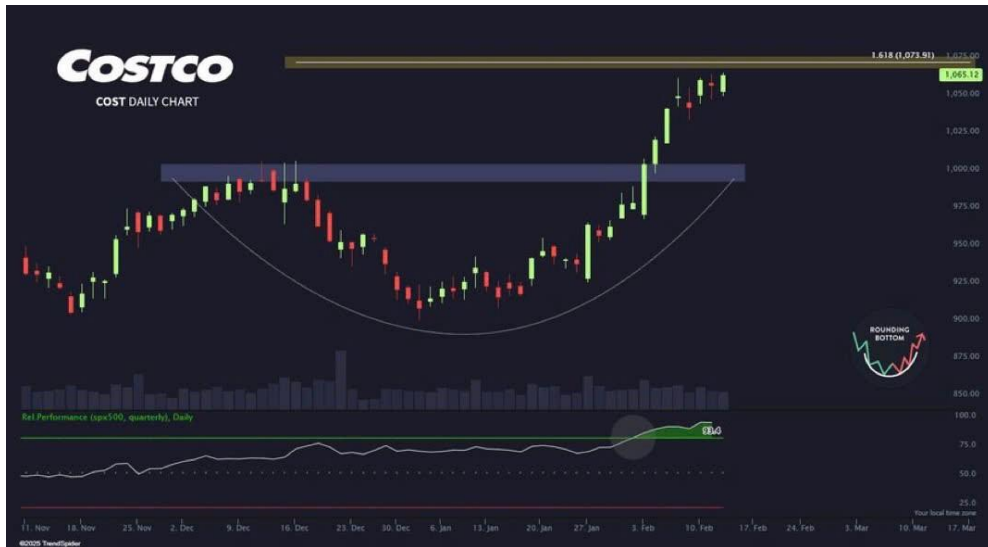 COSTCO
COST DAILY CHART
1.618 (1,073.91)
1,075.00
1,065.12
1,050.00
1,025.00
1,000.00
975.00
950.00
925.00
900.00
875.00
850.00
ROUNDING
BOTTOM
Rel.Performance (spx500, quarterly), Daily
100.0
75.0
50.0
25.0
Your local time zone
11. Nov 18. Nov 25. Nov 2. Dec 9. Dec 16. Dec 23. Dec 30. Dec 6. Jan 13. Jan 20. Jan 27. Jan 3. Feb 10. Feb 17. Feb 24. Feb 3. Mar 10. Mar 17. Mar
©2025 TrendSpider